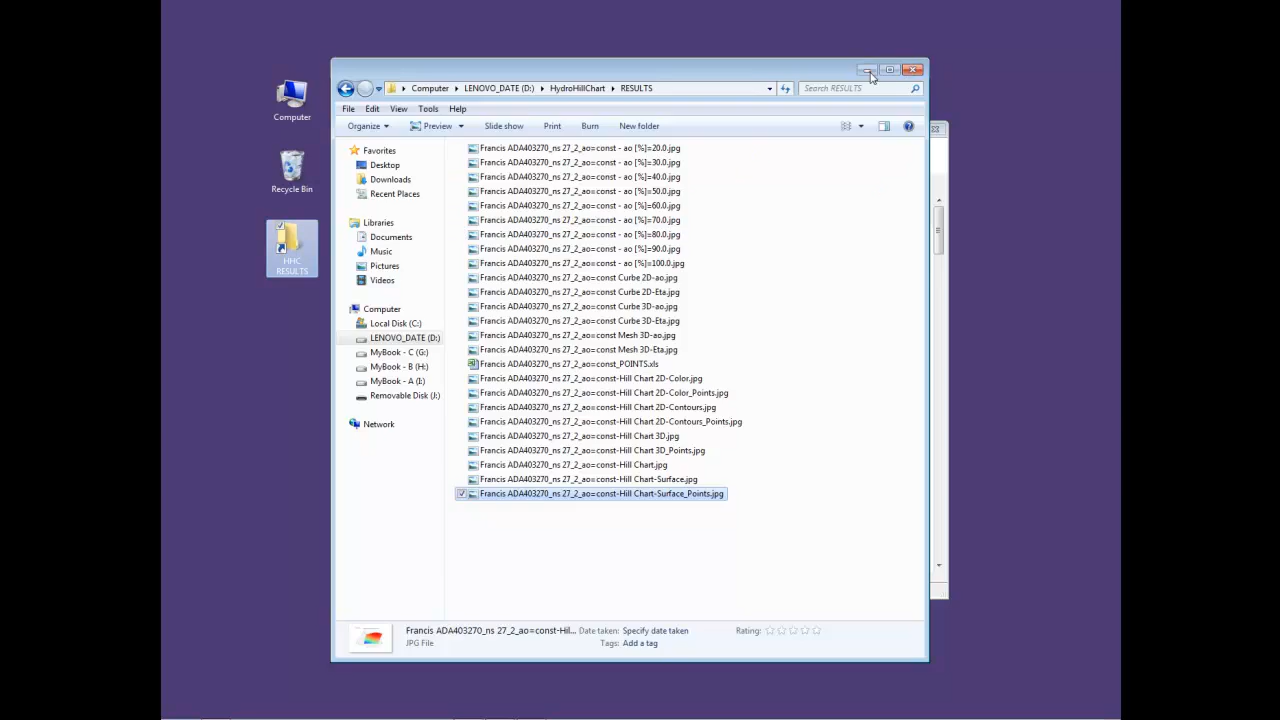 Computer
Recycle Bin
HHC
RESULTS
Computer LENOVO_DATE (D:) HydroHillChart RESULTS
Search RESULTS
File Edit View Tools Help
Organize Preview Slide show Print Burn New folder
Favorites
Desktop
Downloads
Recent Places
Libraries
Documents
Music
Pictures
Videos
Computer
Local Disk (C:)
LENOVO_DATE (D:)
MyBook - C (G:)
MyBook - B (H:)
MyBook - A (I:)
Removable Disk (J:)
Network
Francis ADA403270_ns 27_2_ao=const - ao [%]=20.0.jpg
Francis ADA403270_ns 27_2_ao=const - ao [%]=30.0.jpg
Francis ADA403270_ns 27_2_ao=const - ao [%]=40.0.jpg
Francis ADA403270_ns 27_2_ao=const - ao [%]=50.0.jpg
Francis ADA403270_ns 27_2_ao=const - ao [%]=60.0.jpg
Francis ADA403270_ns 27_2_ao=const - ao [%]=70.0.jpg
Francis ADA403270_ns 27_2_ao=const - ao [%]=80.0.jpg
Francis ADA403270_ns 27_2_ao=const - ao [%]=90.0.jpg
Francis ADA403270_ns 27_2_ao=const - ao [%]=100.0.jpg
Francis ADA403270_ns 27_2_ao=const Curbe 2D-ao.jpg
Francis ADA403270_ns 27_2_ao=const Curbe 2D-Eta.jpg
Francis ADA403270_ns 27_2_ao=const Curbe 3D-ao.jpg
Francis ADA403270_ns 27_2_ao=const Curbe 3D-Eta.jpg
Francis ADA403270_ns 27_2_ao=const Mesh 3D-ao.jpg
Francis ADA403270_ns 27_2_ao=const Mesh 3D-Eta.jpg
Francis ADA403270_ns 27_2_ao=const_POINTS.xls
Francis ADA403270_ns 27_2_ao=const-Hill Chart 2D-Color.jpg
Francis ADA403270_ns 27_2_ao=const-Hill Chart 2D-Color_Points.jpg
Francis ADA403270_ns 27_2_ao=const-Hill Chart 2D-Contours.jpg
Francis ADA403270_ns 27_2_ao=const-Hill Chart 2D-Contours_Points.jpg
Francis ADA403270_ns 27_2_ao=const-Hill Chart 3D.jpg
Francis ADA403270_ns 27_2_ao=const-Hill Chart 3D_Points.jpg
Francis ADA403270_ns 27_2_ao=const-Hill Chart.jpg
Francis ADA403270_ns 27_2_ao=const-Hill Chart-Surface.jpg
Francis ADA403270_ns 27_2_ao=const-Hill Chart-Surface_Points.jpg
Francis ADA403270_ns 27_2_ao=const-Hil... Date taken: Specify date taken Rating:
JPG File Tags: Add a tag